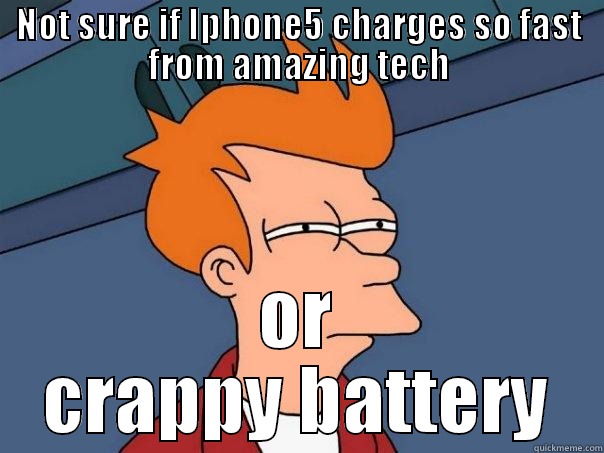 Not sure if Iphone5 charges so fast
from amazing tech
or
crappy battery
quickmeme.com